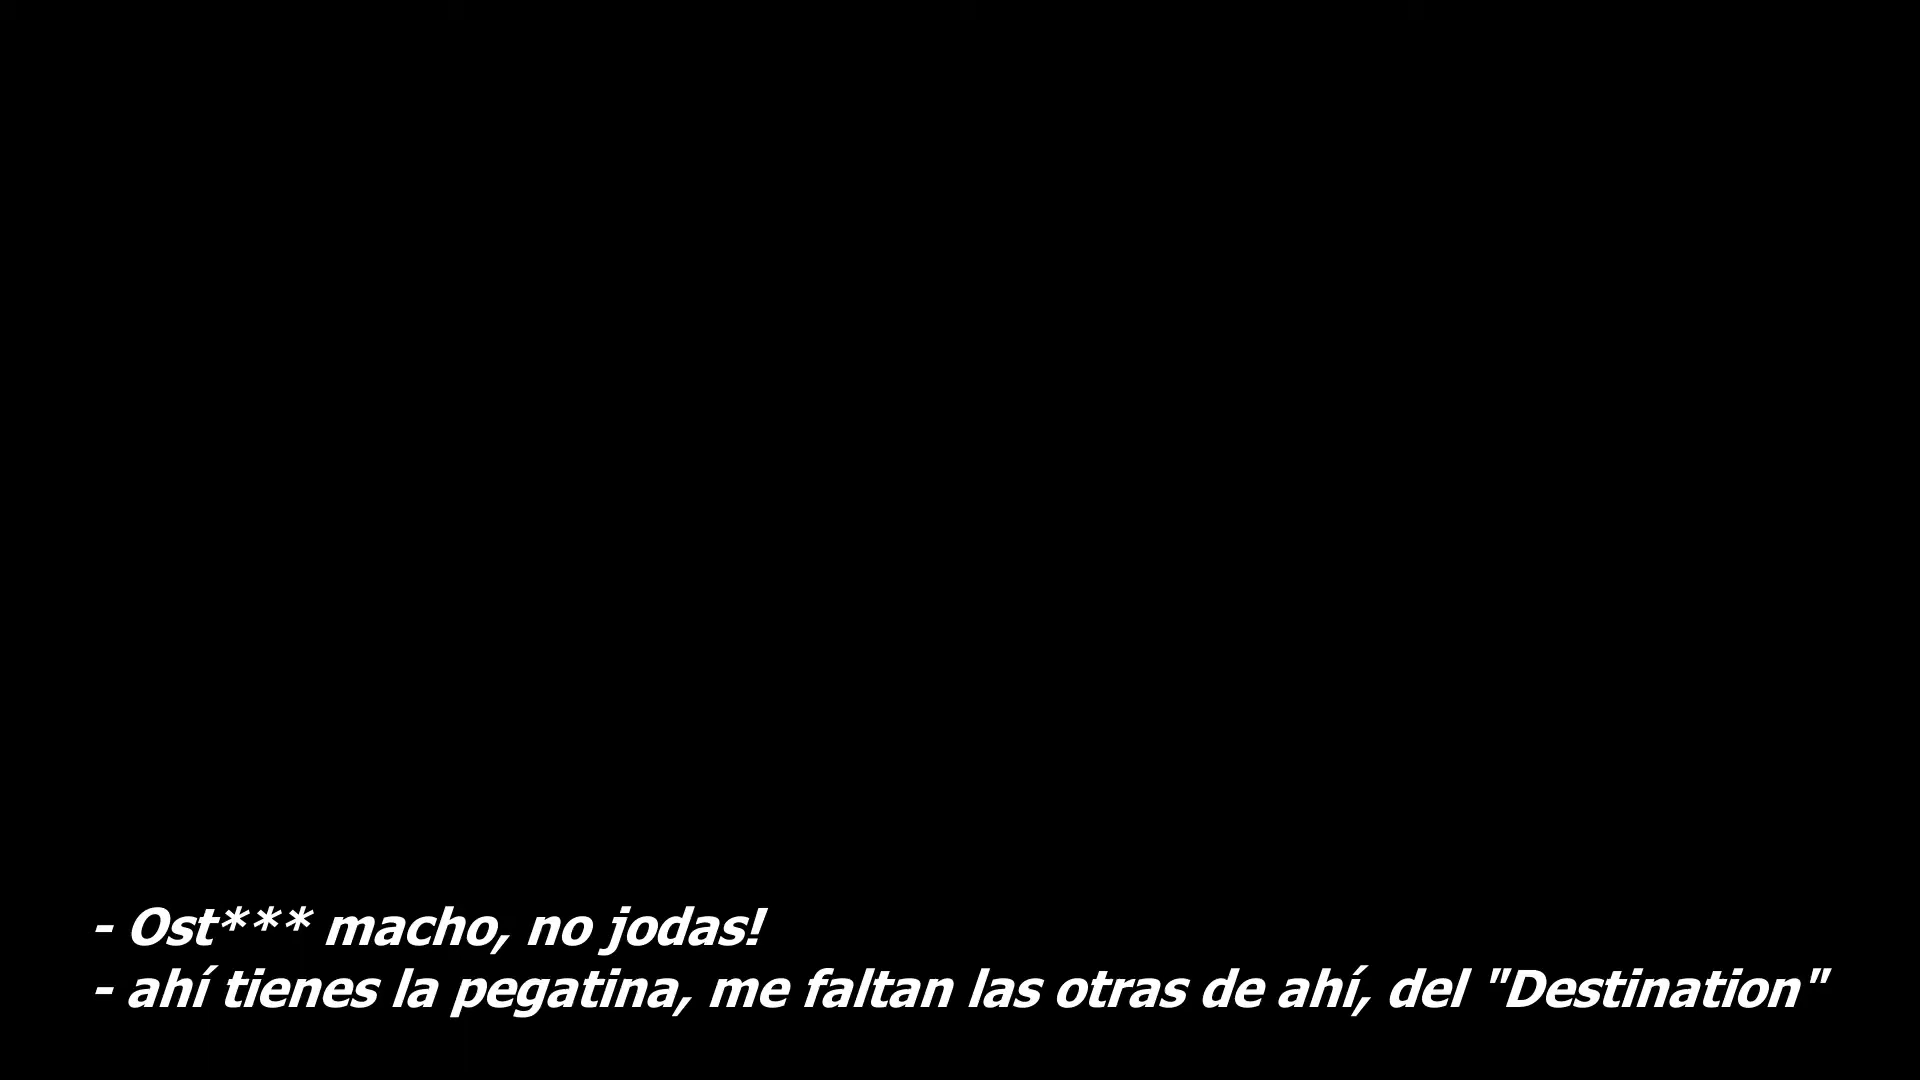 - Ost*** macho, no jodas!
- ahí tienes la pegatina, me faltan las otras de ahí, del "Destination"